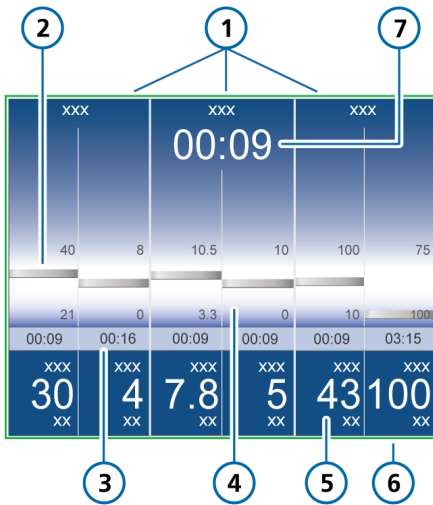 2 1 7
xxx xxx xxx
00:09
40 8 10.5 10 100 75
21 0 3.3 0 10 100
00:09 00:16 00:09 00:09 00:09 03:15
xxx xxx xxx xxx xxx xxx
30 4 7.8 5 43 100
xx xx xx xx xx xx
3 4 5 6